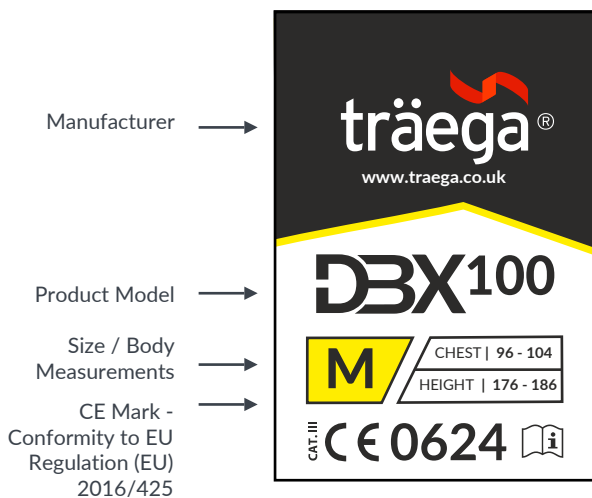 Manufacturer
träega®
www.traega.co.uk
Product Model
DBX100
Size / Body
Measurements
M
CHEST | 96 - 104
HEIGHT | 176 - 186
CE Mark -
Conformity to EU
Regulation (EU)
2016/425
CAT.III
CE 0624
i